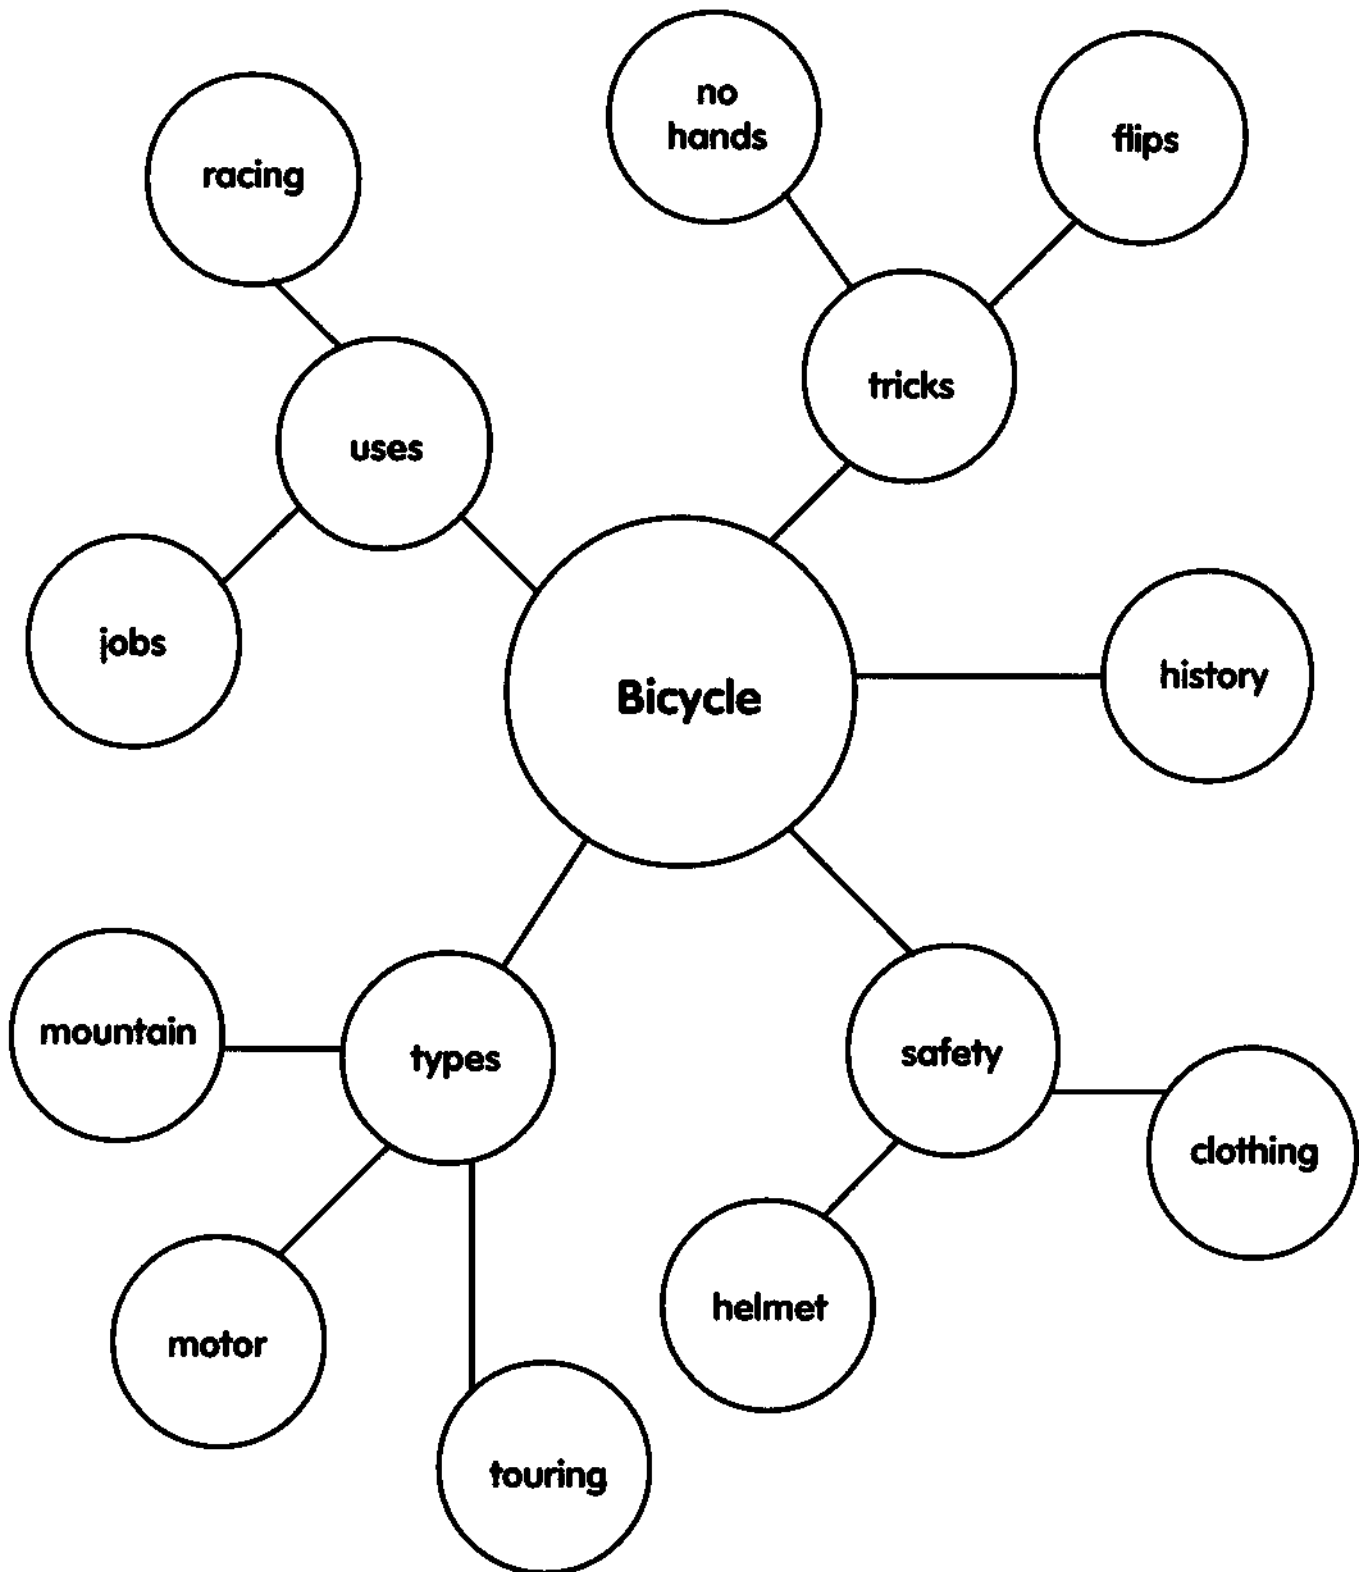 no
hands
flips
racing
tricks
uses
jobs
history
Bicycle
mountain
types
safety
clothing
helmet
motor
touring